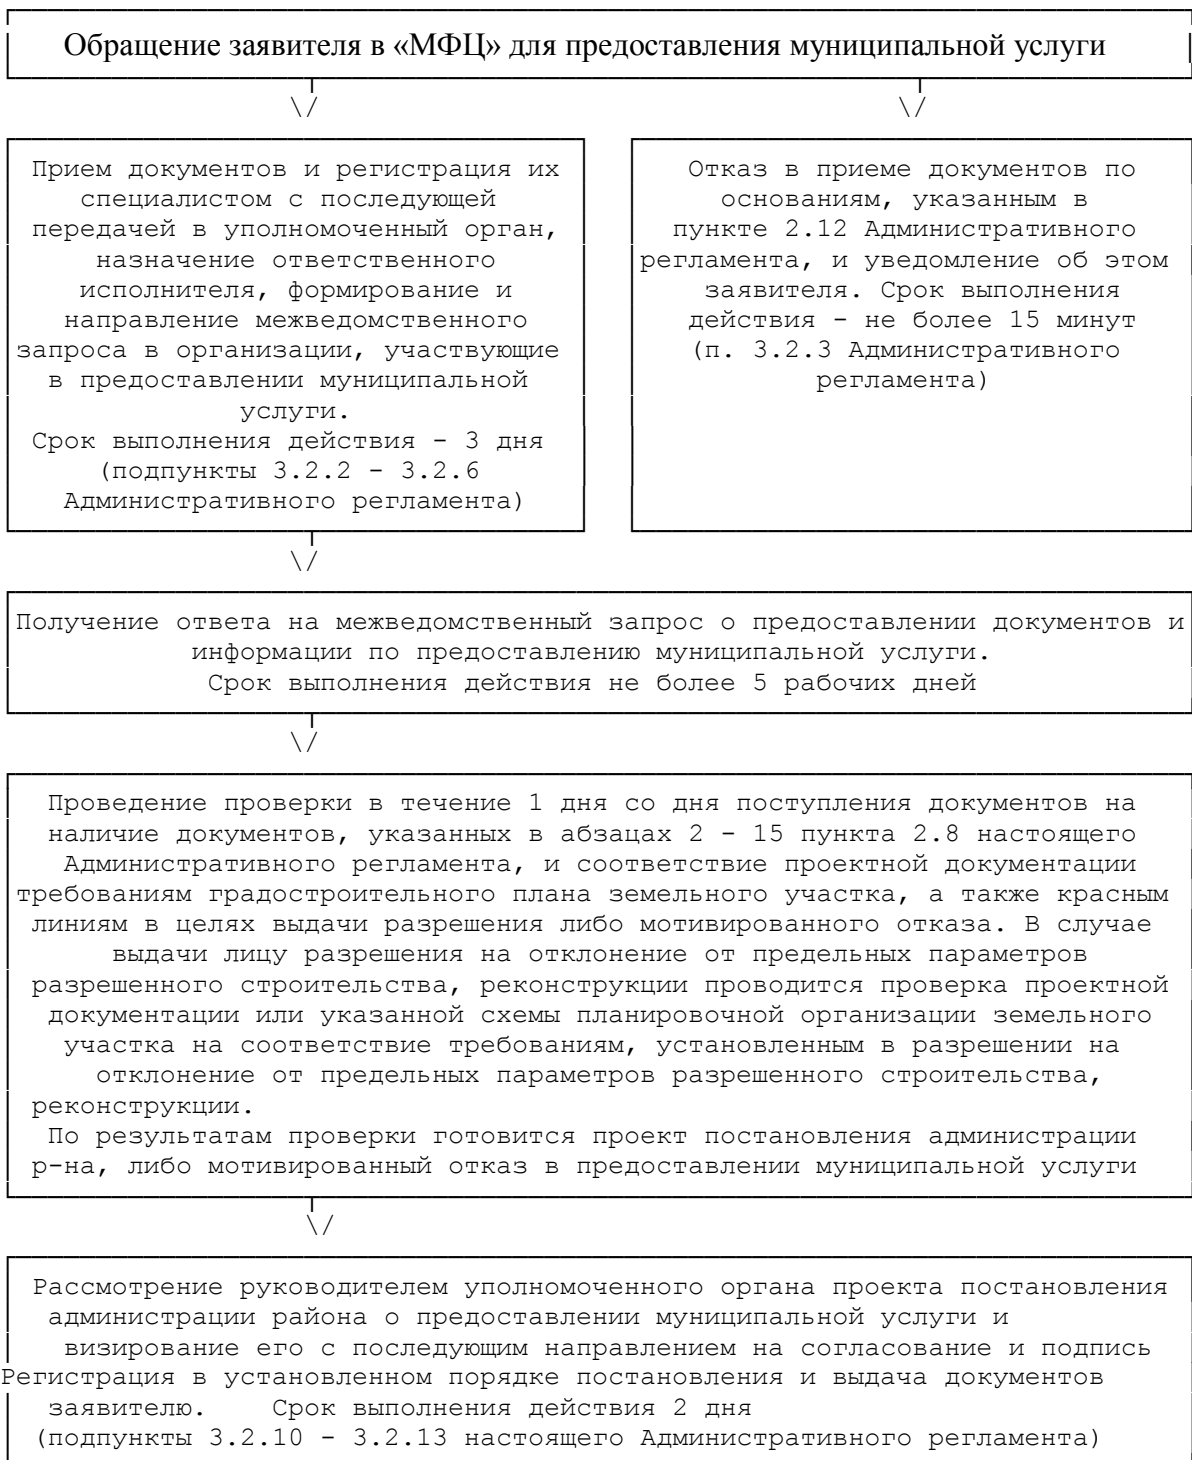 Обращение заявителя в «МФЦ» для предоставления муниципальной услуги
\/
\/
Прием документов и регистрация их
специалистом с последующей
передачей в уполномоченный орган,
назначение ответственного
исполнителя, формирование и
направление межведомственного
запроса в организации, участвующие
в предоставлении муниципальной
услуги.
Срок выполнения действия - 3 дня
(подпункты 3.2.2 - 3.2.6
Административного регламента)
Отказ в приеме документов по
основаниям, указанным в
пункте 2.12 Административного
регламента, и уведомление об этом
заявителя. Срок выполнения
действия - не более 15 минут
(п. 3.2.3 Административного
регламента)
\/
Получение ответа на межведомственный запрос о предоставлении документов и
информации по предоставлению муниципальной услуги.
Срок выполнения действия не более 5 рабочих дней
\/
Проведение проверки в течение 1 дня со дня поступления документов на
наличие документов, указанных в абзацах 2 - 15 пункта 2.8 настоящего
Административного регламента, и соответствие проектной документации
требованиям градостроительного плана земельного участка, а также красным
линиям в целях выдачи разрешения либо мотивированного отказа. В случае
выдачи лицу разрешения на отклонение от предельных параметров
разрешенного строительства, реконструкции проводится проверка проектной
документации или указанной схемы планировочной организации земельного
участка на соответствие требованиям, установленным в разрешении на
отклонение от предельных параметров разрешенного строительства,
реконструкции.
По результатам проверки готовится проект постановления администрации
р-на, либо мотивированный отказ в предоставлении муниципальной услуги
\/
Рассмотрение руководителем уполномоченного органа проекта постановления
администрации района о предоставлении муниципальной услуги и
визирование его с последующим направлением на согласование и подпись
Регистрация в установленном порядке постановления и выдача документов
заявителю. Срок выполнения действия 2 дня
(подпункты 3.2.10 - 3.2.13 настоящего Административного регламента)